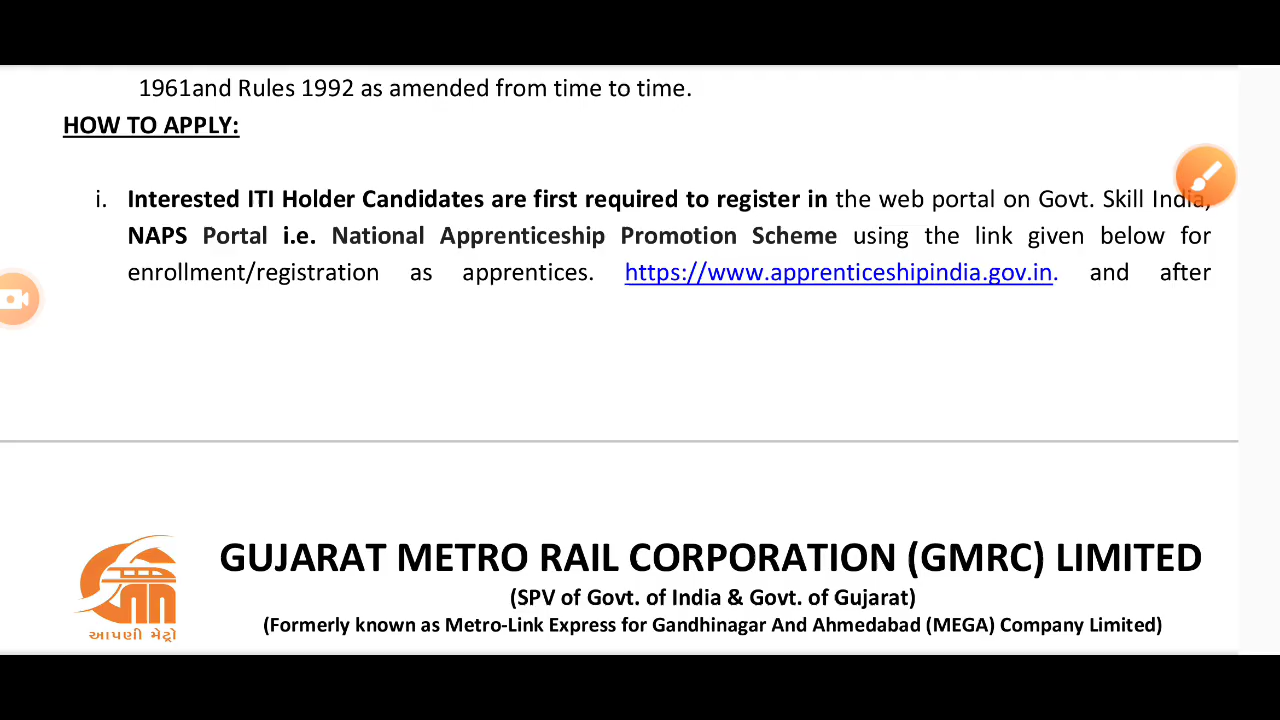 1961and Rules 1992 as amended from time to time.
HOW TO APPLY:
i. Interested ITI Holder Candidates are first required to register in the web portal on Govt. Skill India,
NAPS Portal i.e. National Apprenticeship Promotion Scheme using the link given below for
enrollment/registration as apprentices. https://www.apprenticeshipindia.gov.in. and after
GUJARAT METRO RAIL CORPORATION (GMRC) LIMITED
(SPV of Govt. of India & Govt. of Gujarat)
(Formerly known as Metro-Link Express for Gandhinagar And Ahmedabad (MEGA) Company Limited)
આપણી મેટ્રો